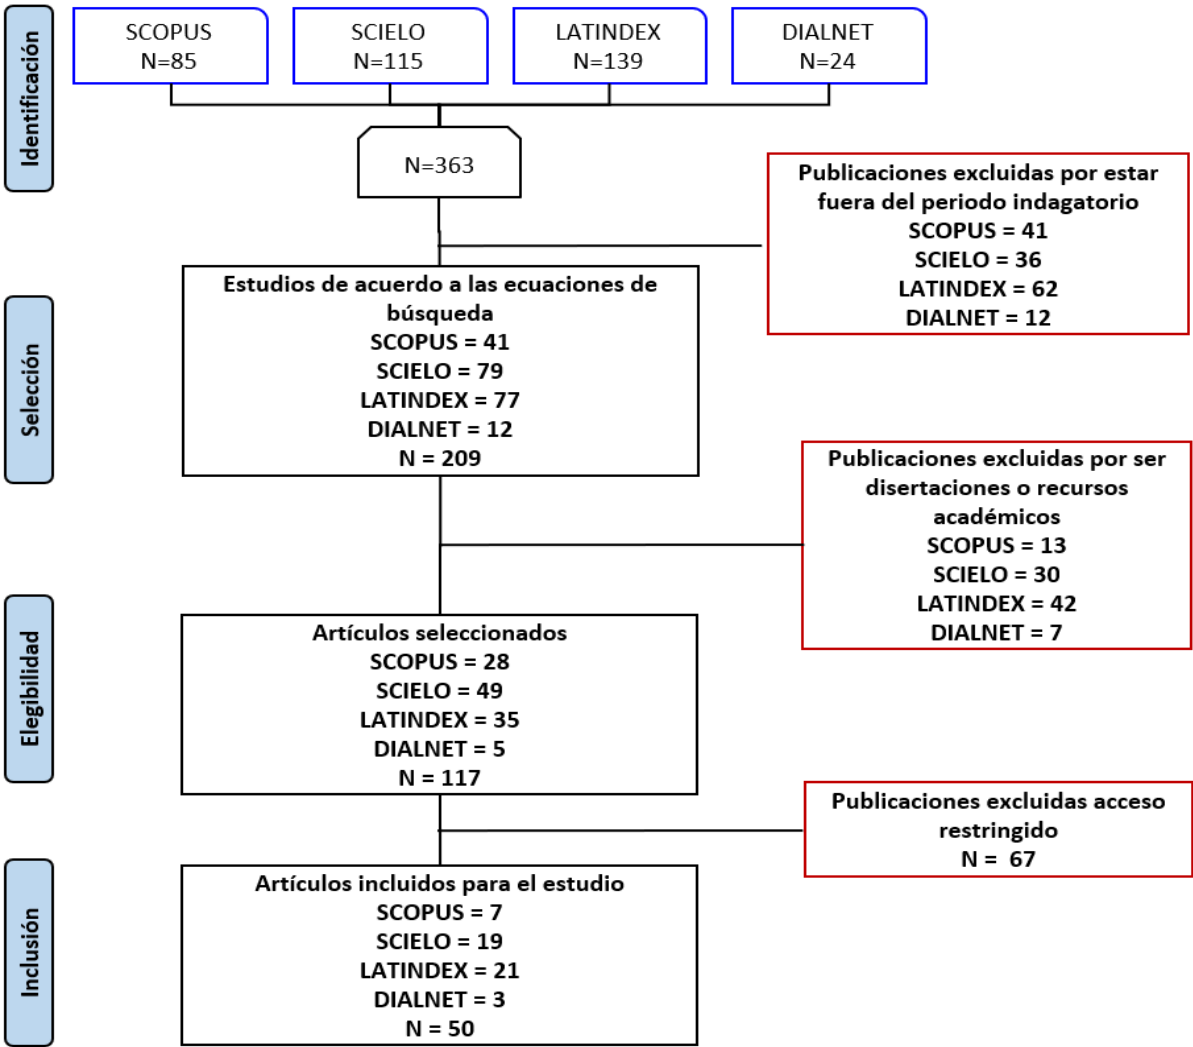 Identificación
SCOPUS
N=85
SCIELO
N=115
LATINDEX
N=139
DIALNET
N=24
N=363
Publicaciones excluidas por estar
fuera del periodo indagatorio
SCOPUS = 41
SCIELO = 36
LATINDEX = 62
DIALNET = 12
Selección
Estudios de acuerdo a las ecuaciones de
búsqueda
SCOPUS = 41
SCIELO = 79
LATINDEX = 77
DIALNET = 12
N = 209
Publicaciones excluidas por ser
disertaciones o recursos
académicos
SCOPUS = 13
SCIELO = 30
LATINDEX = 42
DIALNET = 7
Elegibilidad
Artículos seleccionados
SCOPUS = 28
SCIELO = 49
LATINDEX = 35
DIALNET = 5
N = 117
Publicaciones excluidas acceso
restringido
N = 67
Inclusión
Artículos incluidos para el estudio
SCOPUS = 7
SCIELO = 19
LATINDEX = 21
DIALNET = 3
N = 50